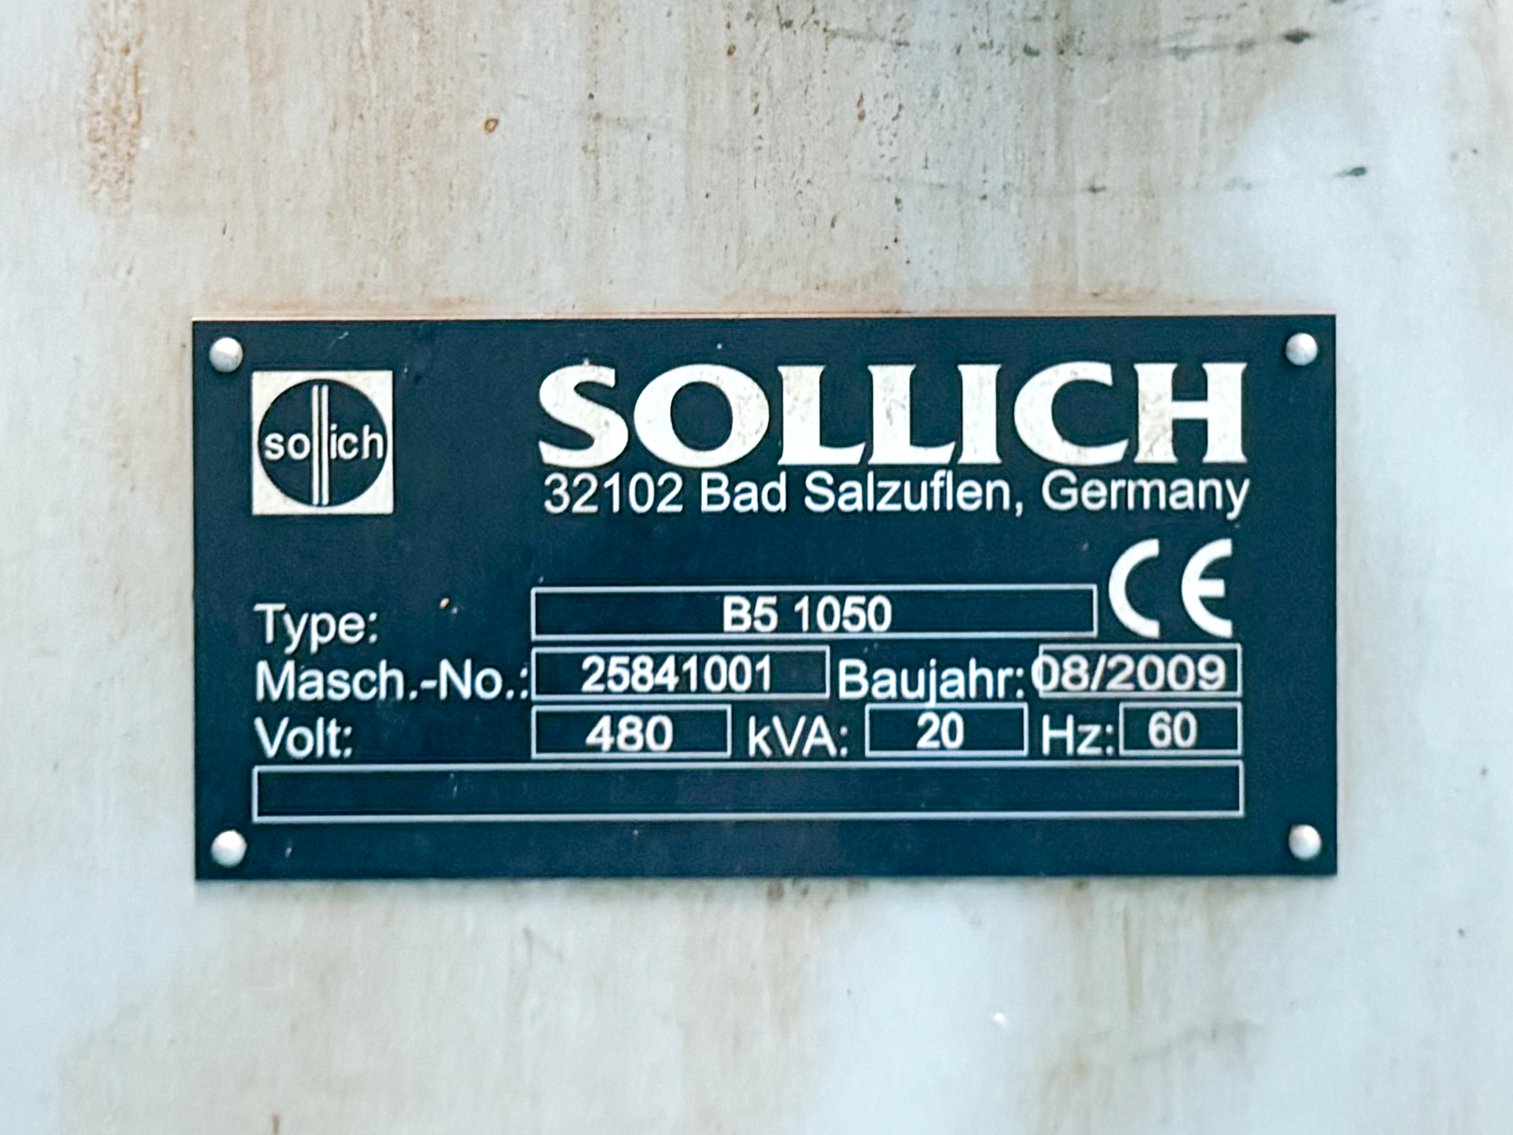 sollich
SOLLICH
32102 Bad Salzuflen, Germany
CE
Type: B5 1050
Masch.-No.: 25841001 Baujahr: 08/2009
Volt: 480 kVA: 20 Hz: 60